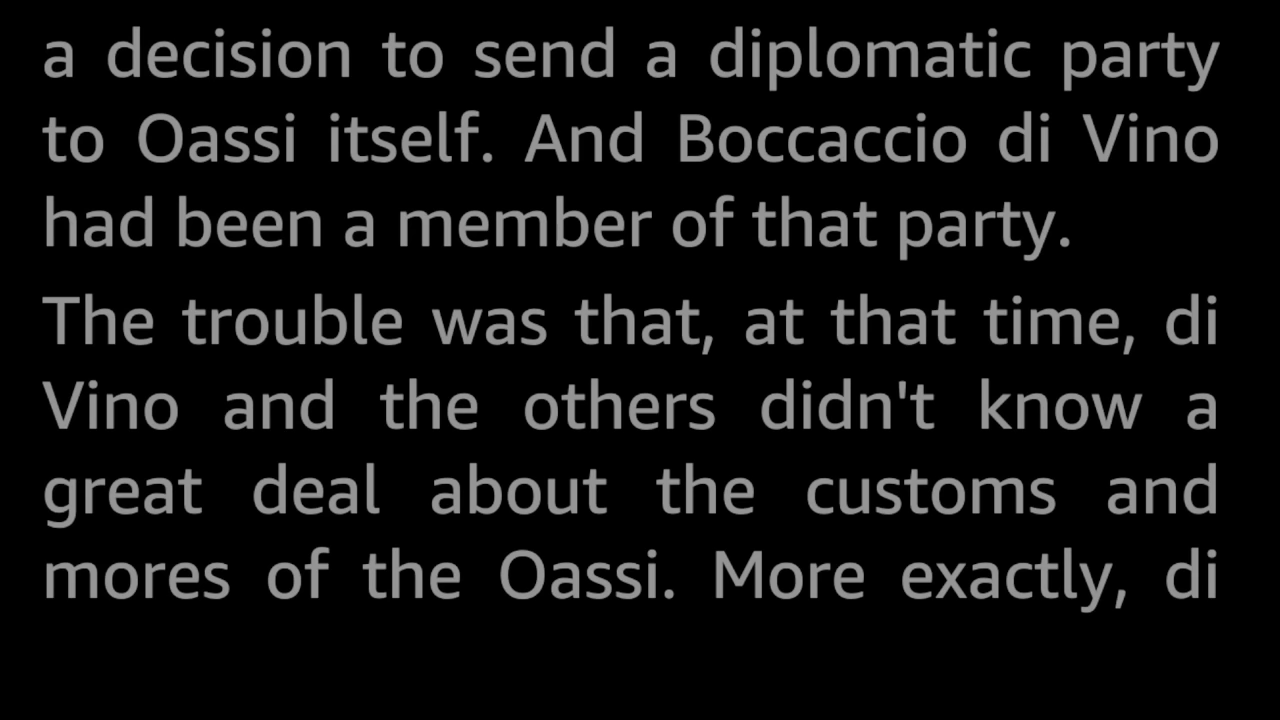 a decision to send a diplomatic party
to Oassi itself. And Boccaccio di Vino
had been a member of that party.
The trouble was that, at that time, di
Vino and the others didn't know a
great deal about the customs and
mores of the Oassi. More exactly, di